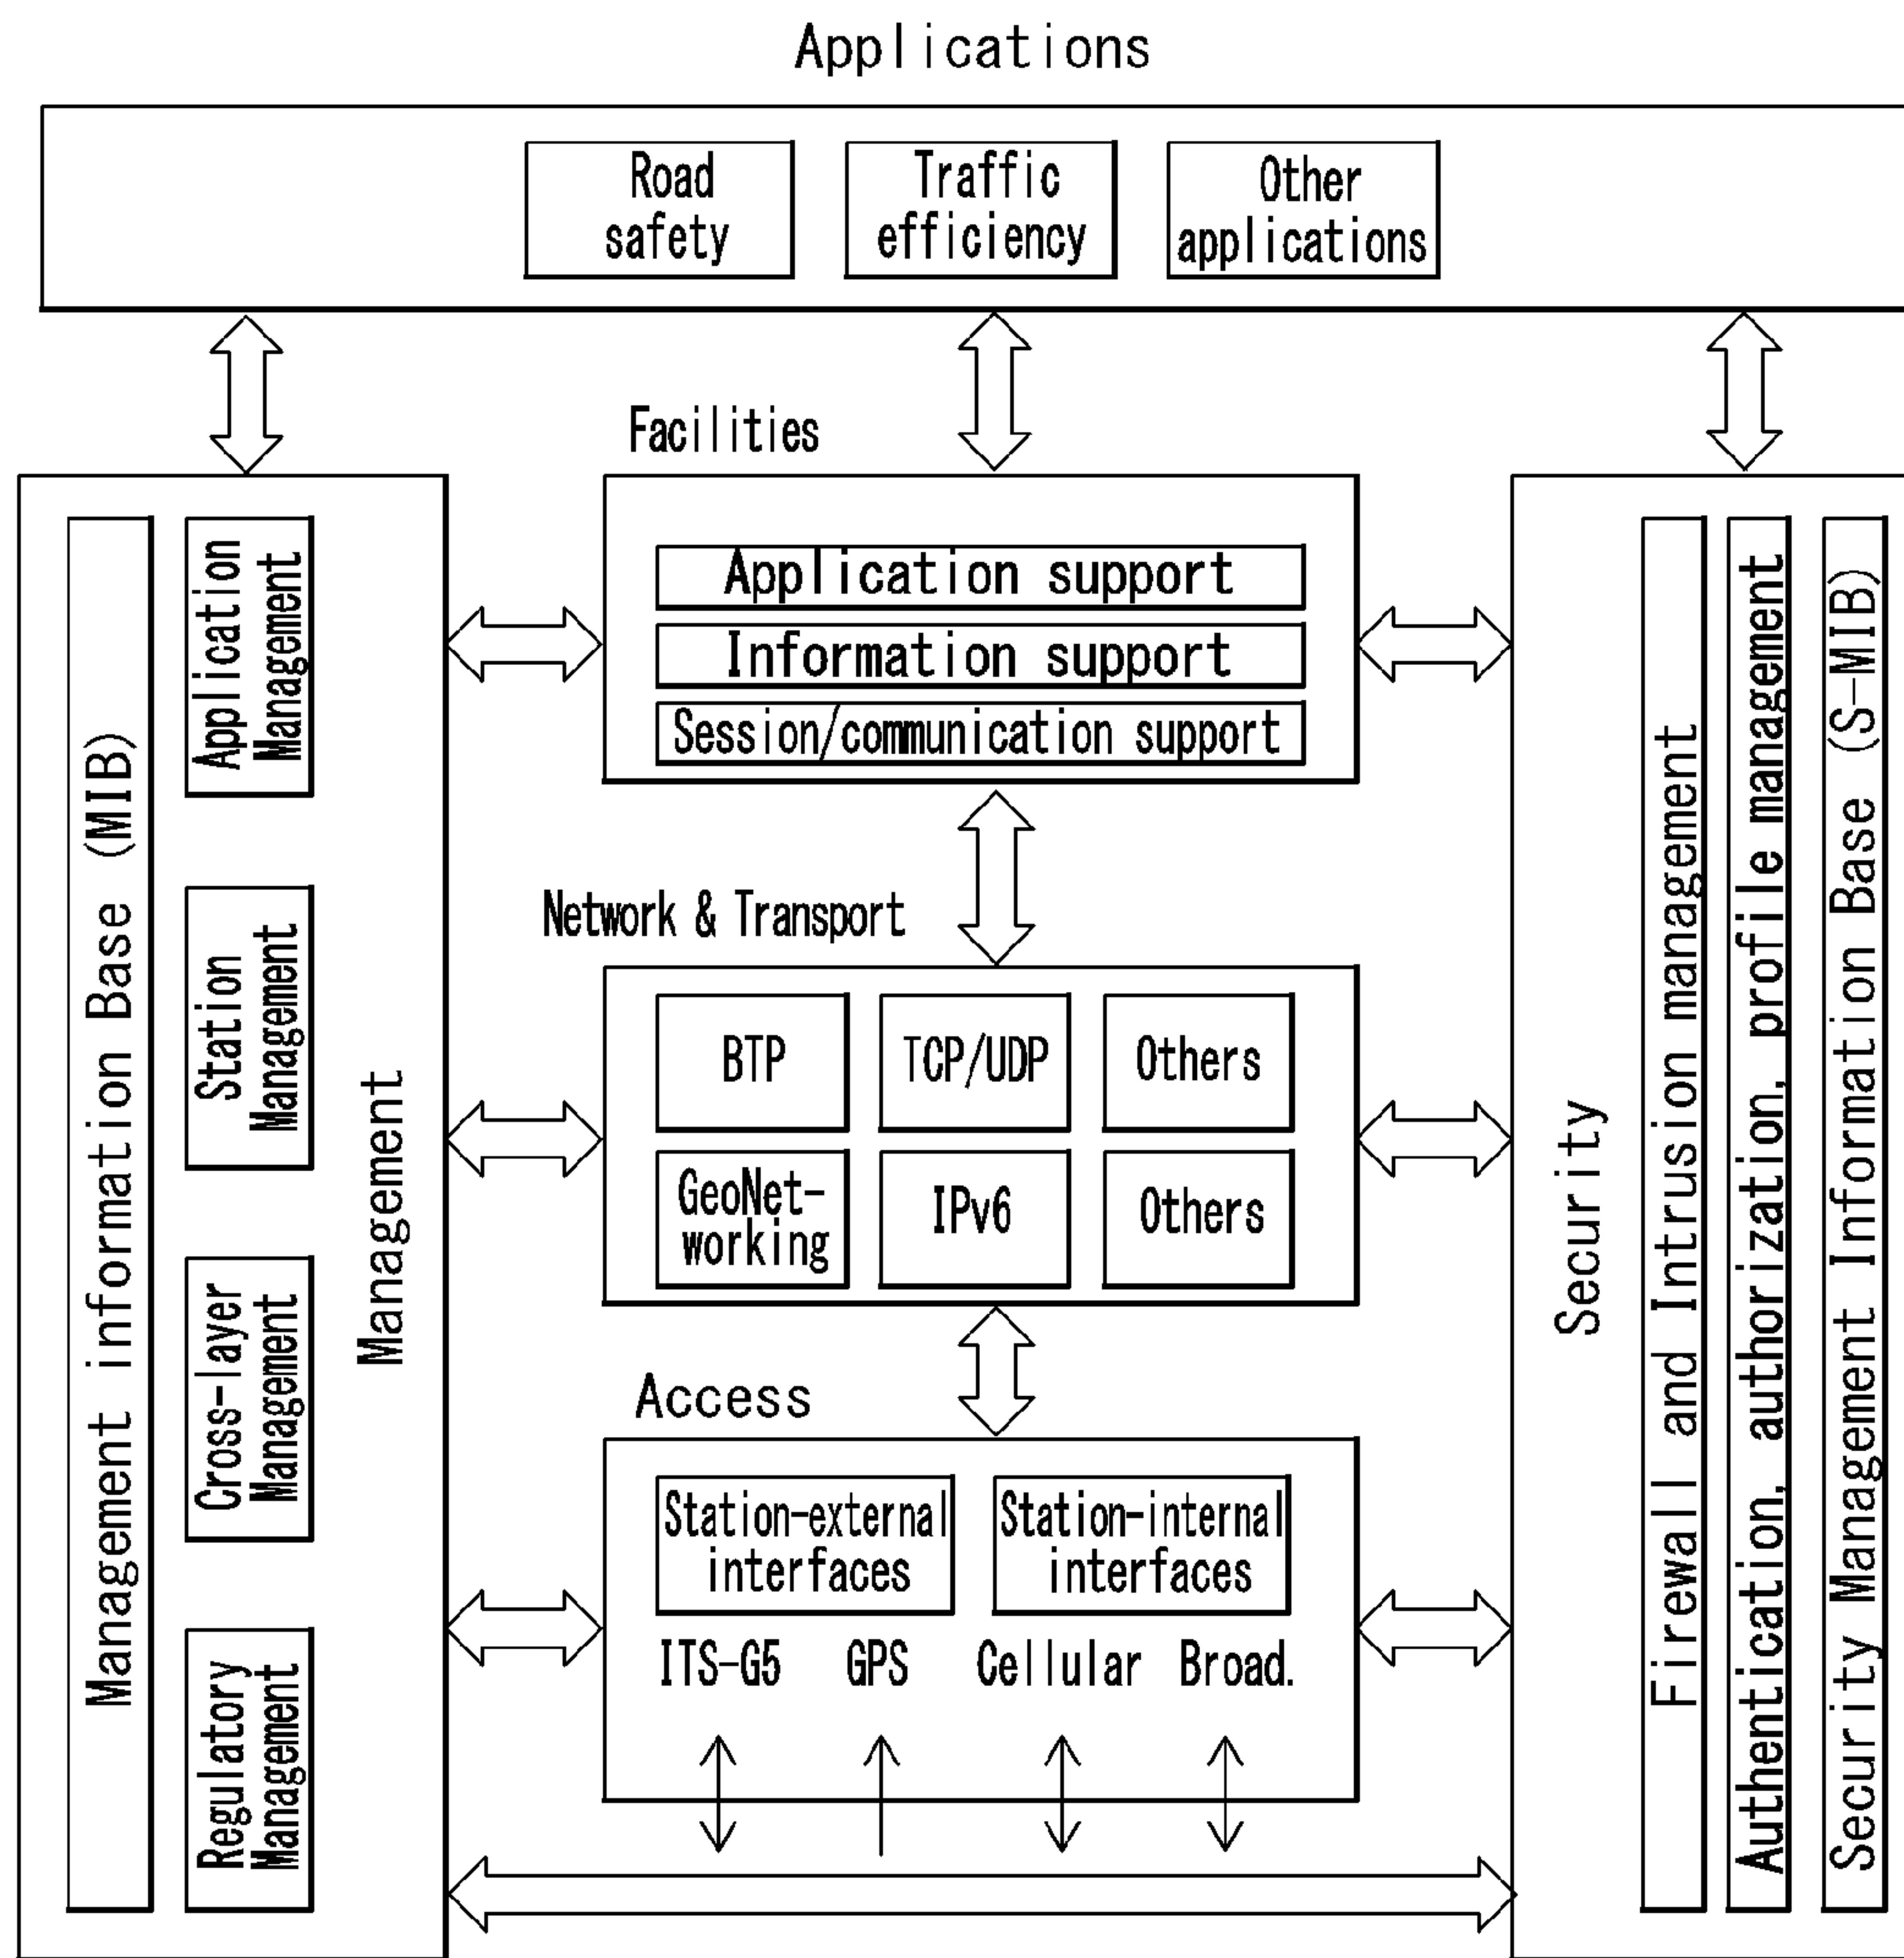 Applications
Road
safety
Traffic
efficiency
Other
applications
Facilities
Application support
Information support
Session/communication support
Network & Transport
BTP
TCP/UDP
Others
GeoNet-
working
IPv6
Others
Access
Station-external
interfaces
Station-internal
interfaces
ITS-G5
GPS
Cellular
Broad.
Management information Base (MIB)
Application
Management
Station
Management
Cross-layer
Management
Regulatory
Management
Management
Security
Firewall and Intrusion management
Authentication, authorization, profile management
Security Management Information Base (S-MIB)